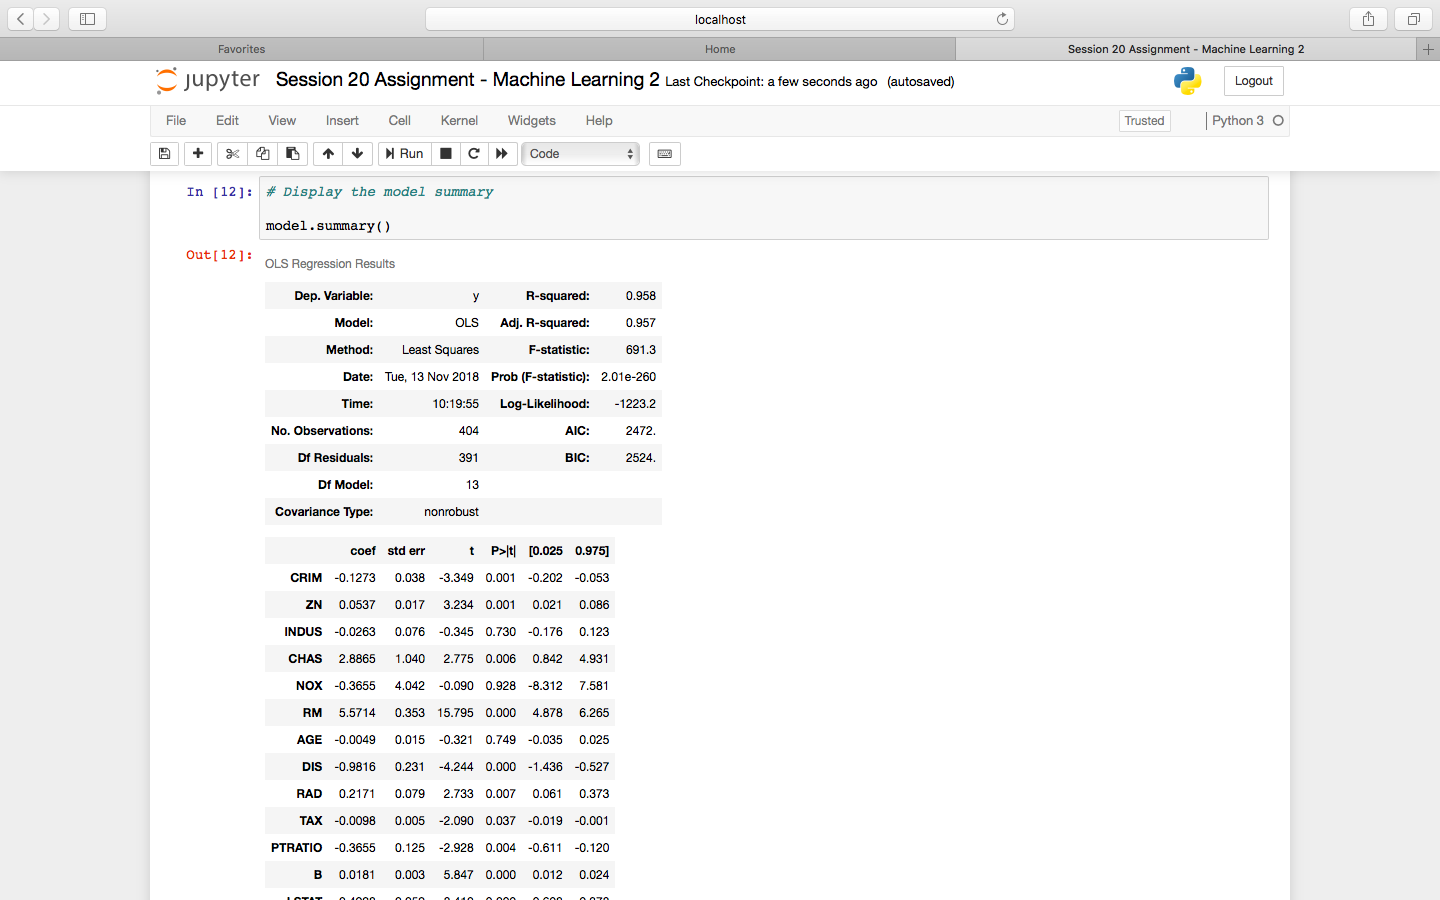 localhost
Favorites Home Session 20 Assignment - Machine Learning 2
jupyter Session 20 Assignment - Machine Learning 2 Last Checkpoint: a few seconds ago (autosaved) Logout
File Edit View Insert Cell Kernel Widgets Help Trusted Python 3
Run Code
In [12]: # Display the model summary
model.summary()
Out[12]:
OLS Regression Results
Dep. Variable: y R-squared: 0.958
Model: OLS Adj. R-squared: 0.957
Method: Least Squares F-statistic: 691.3
Date: Tue, 13 Nov 2018 Prob (F-statistic): 2.01e-260
Time: 10:19:55 Log-Likelihood: -1223.2
No. Observations: 404 AIC: 2472.
Df Residuals: 391 BIC: 2524.
Df Model: 13
Covariance Type: nonrobust
coef std err t P>|t| [0.025 0.975]
CRIM -0.1273 0.038 -3.349 0.001 -0.202 -0.053
ZN 0.0537 0.017 3.234 0.001 0.021 0.086
INDUS -0.0263 0.076 -0.345 0.730 -0.176 0.123
CHAS 2.8865 1.040 2.775 0.006 0.842 4.931
NOX -0.3655 4.042 -0.090 0.928 -8.312 7.581
RM 5.5714 0.353 15.795 0.000 4.878 6.265
AGE -0.0049 0.015 -0.321 0.749 -0.035 0.025
DIS -0.9816 0.231 -4.244 0.000 -1.436 -0.527
RAD 0.2171 0.079 2.733 0.007 0.061 0.373
TAX -0.0098 0.005 -2.090 0.037 -0.019 -0.001
PTRATIO -0.3655 0.125 -2.928 0.004 -0.611 -0.120
B 0.0181 0.003 5.847 0.000 0.012 0.024